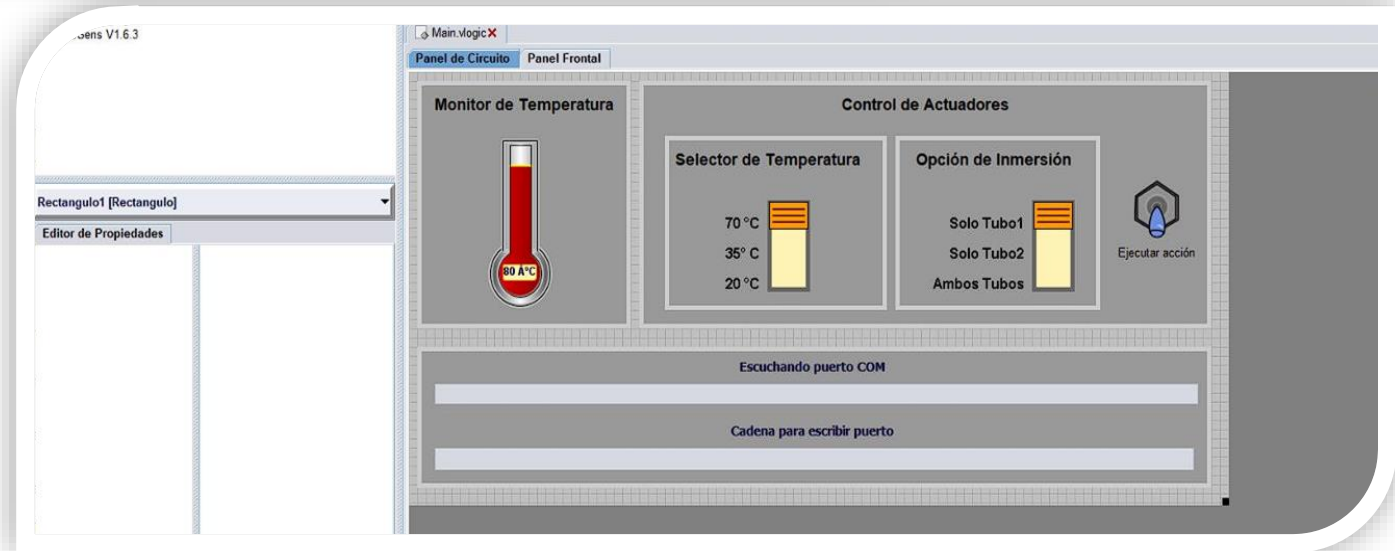 V1.6.3
Main.vlogic
Panel de Circuito Panel Frontal
Rectangulo1 [Rectangulo]
Editor de Propiedades
Monitor de Temperatura
80 Â°C
Control de Actuadores
Selector de Temperatura
70 °C
35° C
20 °C
Opción de Inmersión
Solo Tubo1
Solo Tubo2
Ambos Tubos
Ejecutar acción
Escuchando puerto COM
Cadena para escribir puerto